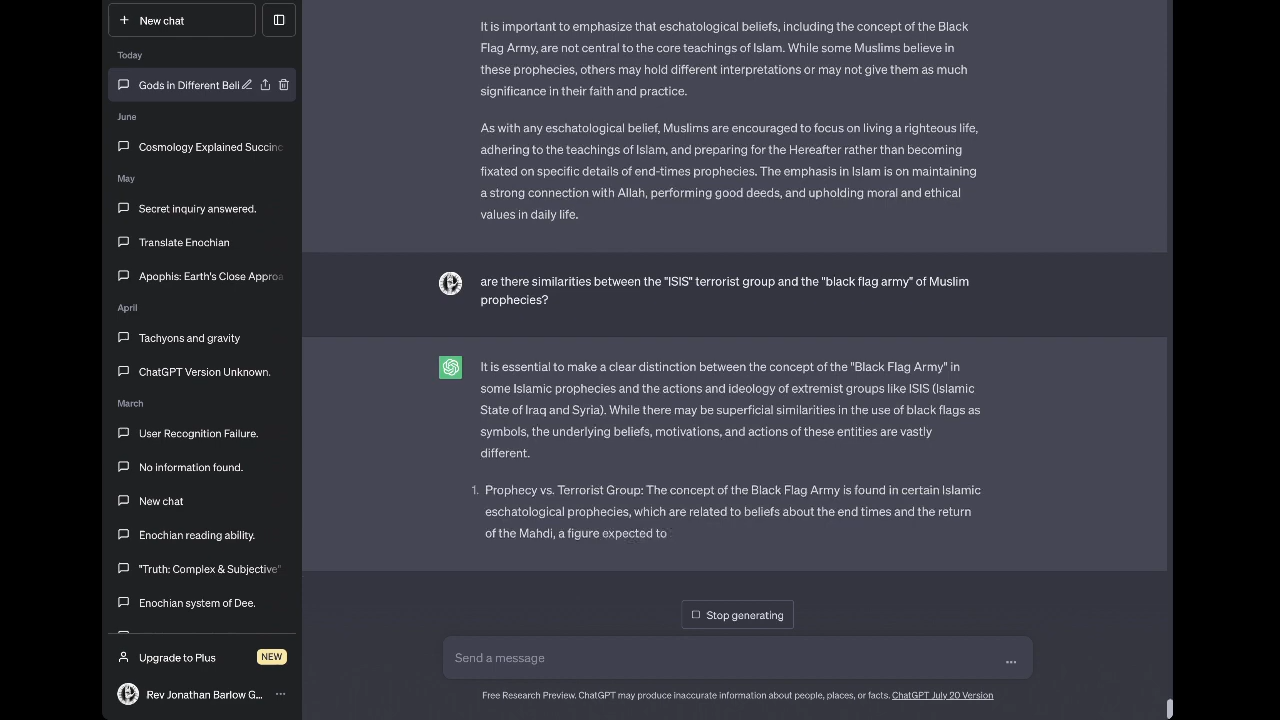 New chat
Today
Gods in Different Beli
June
Cosmology Explained Succinc
May
Secret inquiry answered.
Translate Enochian
Apophis: Earth's Close Approa
April
Tachyons and gravity
ChatGPT Version Unknown.
March
User Recognition Failure.
No information found.
New chat
Enochian reading ability.
"Truth: Complex & Subjective"
Enochian system of Dee.
Upgrade to Plus NEW
Rev Jonathan Barlow G... ...
It is important to emphasize that eschatological beliefs, including the concept of the Black
Flag Army, are not central to the core teachings of Islam. While some Muslims believe in
these prophecies, others may hold different interpretations or may not give them as much
significance in their faith and practice.
As with any eschatological belief, Muslims are encouraged to focus on living a righteous life,
adhering to the teachings of Islam, and preparing for the Hereafter rather than becoming
fixated on specific details of end-times prophecies. The emphasis in Islam is on maintaining
a strong connection with Allah, performing good deeds, and upholding moral and ethical
values in daily life.
are there similarities between the "ISIS" terrorist group and the "black flag army" of Muslim
prophecies?
It is essential to make a clear distinction between the concept of the "Black Flag Army" in
some Islamic prophecies and the actions and ideology of extremist groups like ISIS (Islamic
State of Iraq and Syria). While there may be superficial similarities in the use of black flags as
symbols, the underlying beliefs, motivations, and actions of these entities are vastly
different.
1. Prophecy vs. Terrorist Group: The concept of the Black Flag Army is found in certain Islamic
eschatological prophecies, which are related to beliefs about the end times and the return
of the Mahdi, a figure expected to
Stop generating
Send a message ...
Free Research Preview. ChatGPT may produce inaccurate information about people, places, or facts. ChatGPT July 20 Version